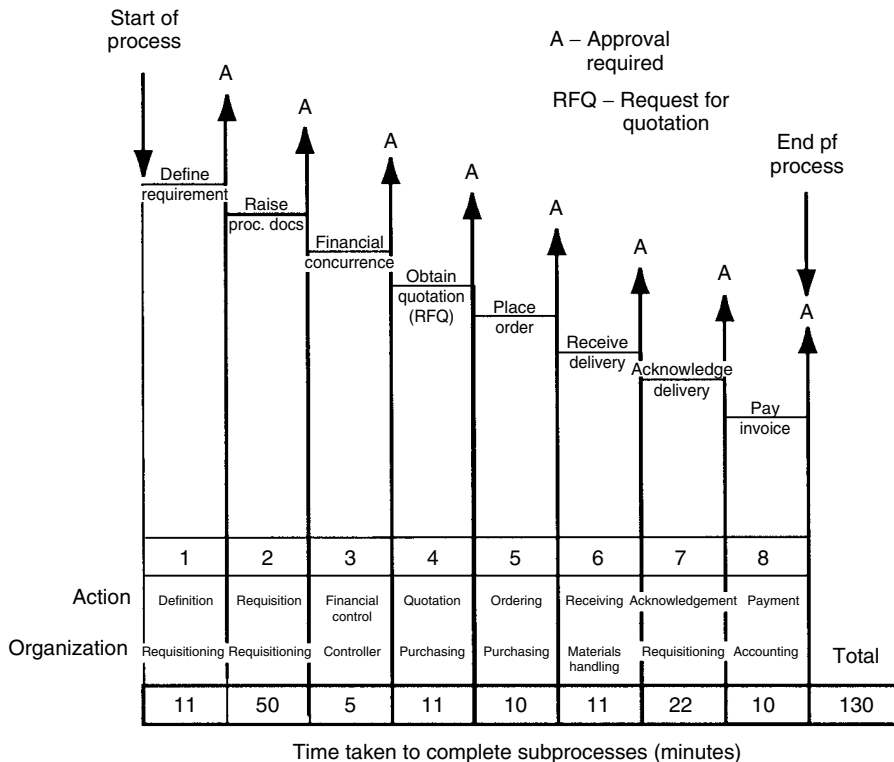 Start of
process
A – Approval
required
RFQ – Request for
quotation
End pf
process
A
A
A
A
A
A
A
A
Define
requirement
Raise
proc. docs
Financial
concurrence
Obtain
quotation
(RFQ)
Place
order
Receive
delivery
Acknowledge
delivery
Pay
invoice
1 2 3 4 5 6 7 8
Action Definition Requisition Financial control Quotation Ordering Receiving Acknowledgement Payment
Organization Requisitioning Requisitioning Controller Purchasing Purchasing Materials handling Requisitioning Accounting Total
11 50 5 11 10 11 22 10 130
Time taken to complete subprocesses (minutes)